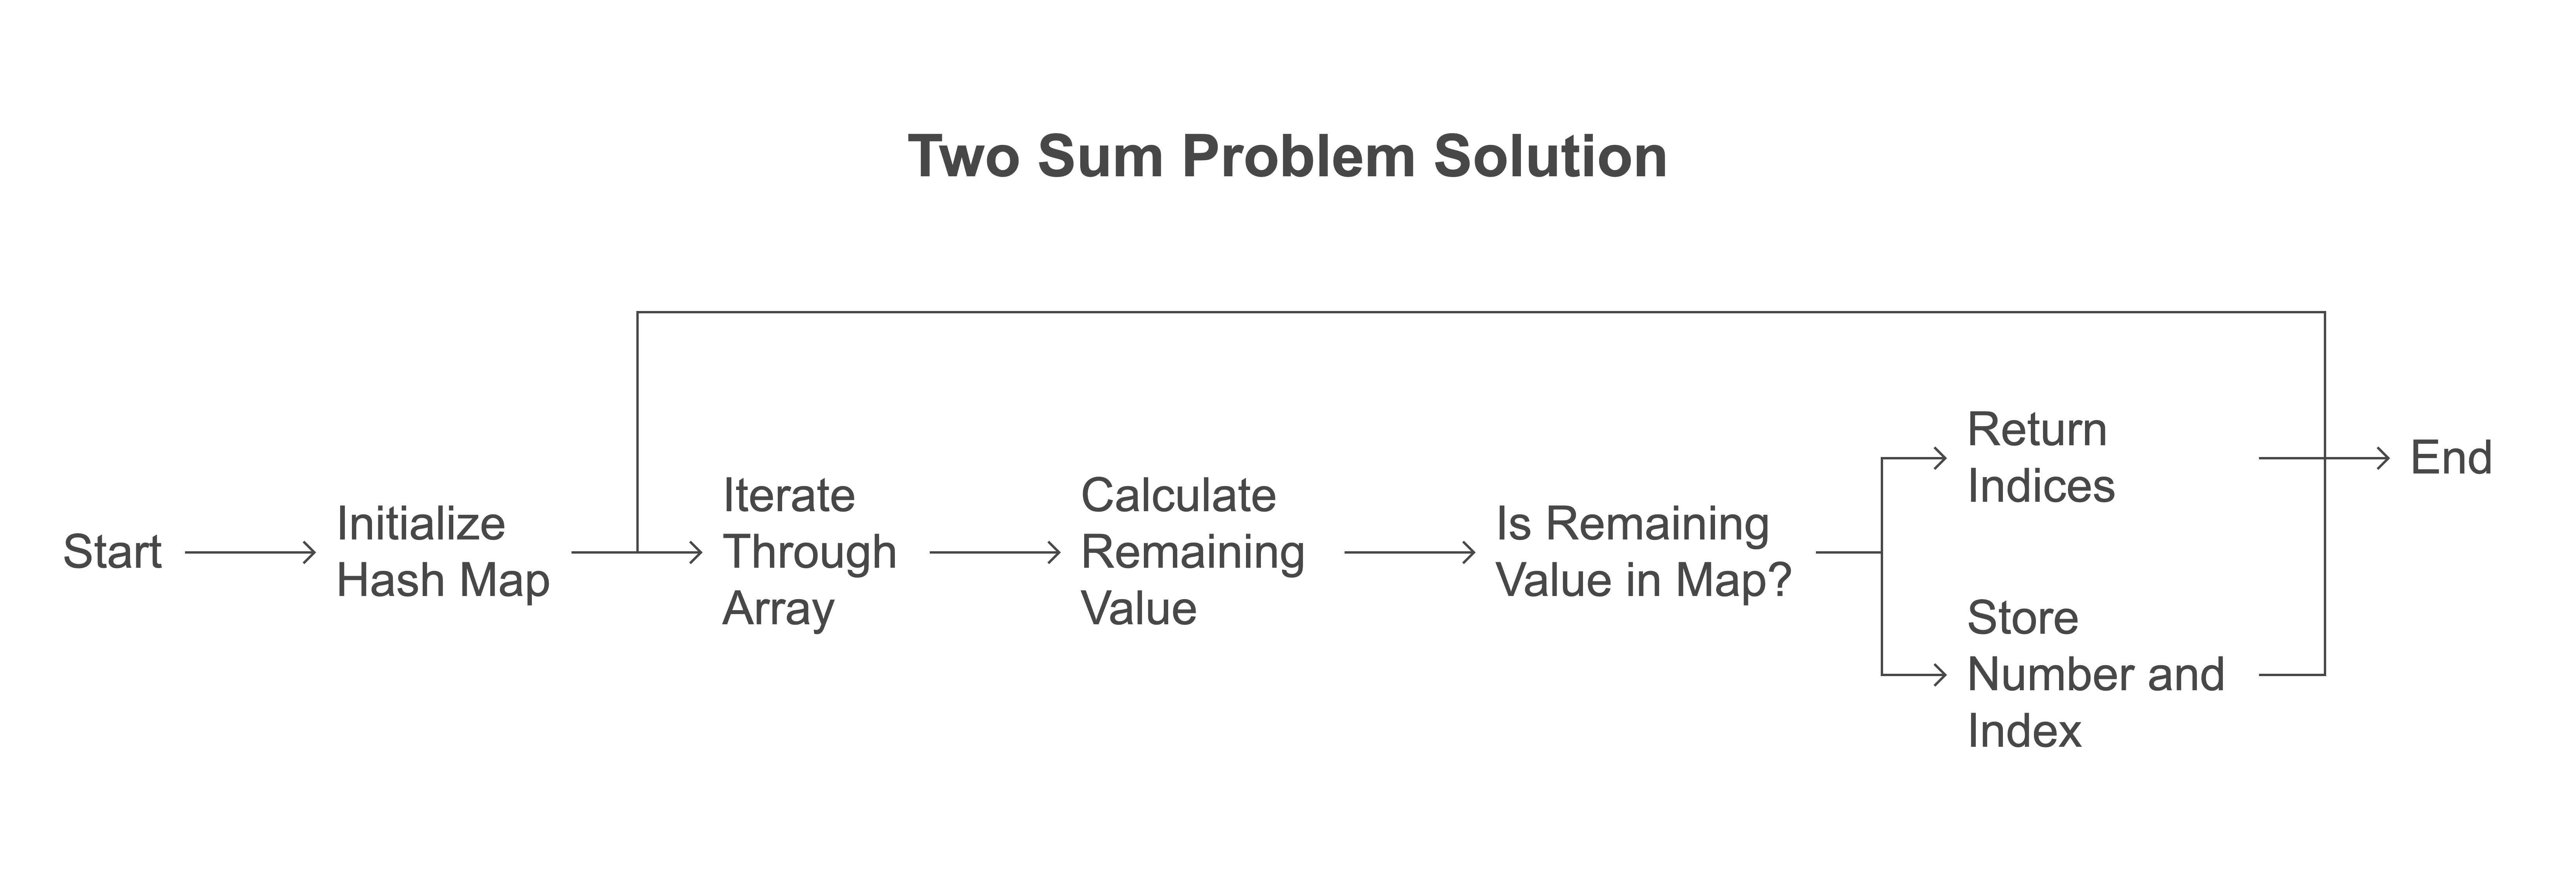 Two Sum Problem Solution
Start
Initialize
Hash Map
Iterate
Through
Array
Calculate
Remaining
Value
Is Remaining
Value in Map?
Return
Indices
Store
Number and
Index
End